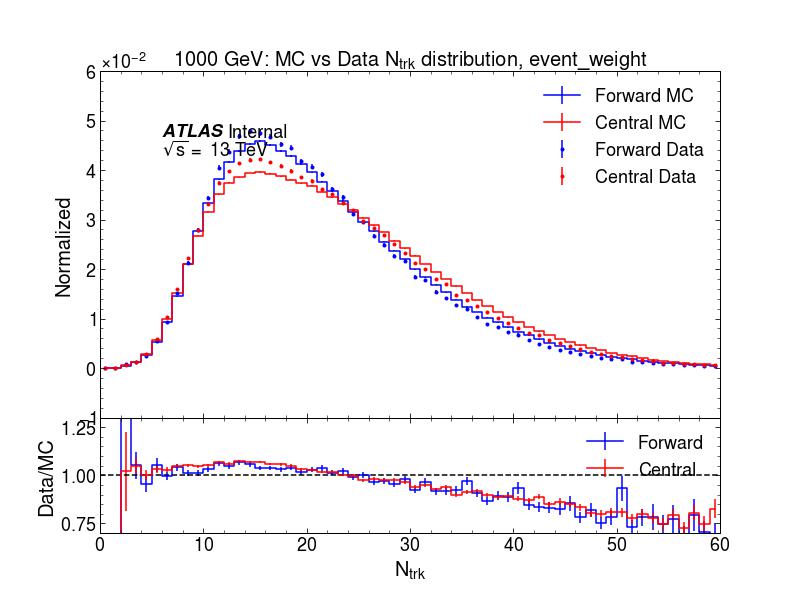 ×10⁻² 1000 GeV: MC vs Data N_trk distribution, event_weight
6
5
4
3
2
1
0
−1
Normalized
ATLAS Internal
√s = 13 TeV
Forward MC
Central MC
Forward Data
Central Data
1.25
1.00
0.75
Data/MC
Forward
Central
0 10 20 30 40 50 60
N_trk